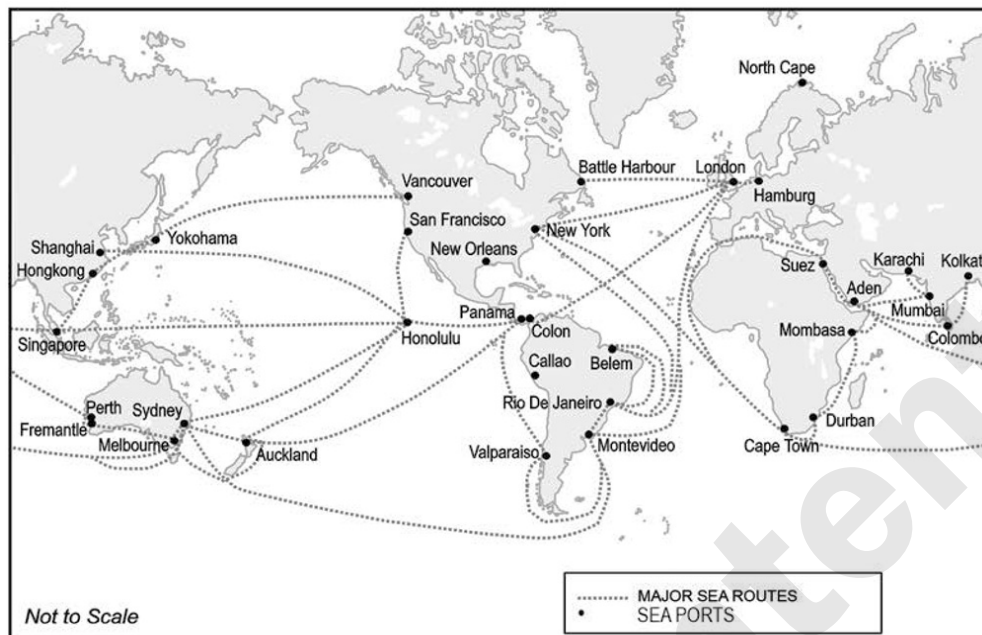 North Cape
Battle Harbour
London
Hamburg
Vancouver
San Francisco
New York
Yokohama
Shanghai
Hongkong
New Orleans
Suez
Karachi
Kolkat
Aden
Mumbai
Panama
Colon
Singapore
Honolulu
Mombasa
Colombo
Callao
Belem
Perth
Sydney
Rio De Janeiro
Fremantle
Durban
Melbourne
Auckland
Valparaiso
Montevideo
Cape Town
MAJOR SEA ROUTES
SEA PORTS
Not to Scale